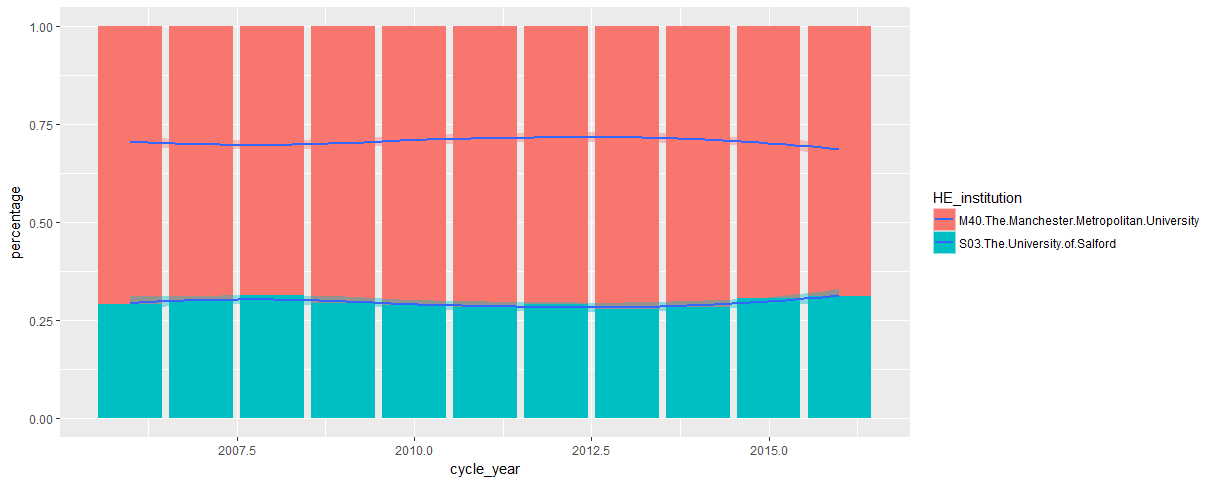 1.00
0.75
0.50
0.25
0.00
percentage
2007.5
2010.0
2012.5
2015.0
cycle_year
HE_institution
M40.The.Manchester.Metropolitan.University
S03.The.University.of.Salford